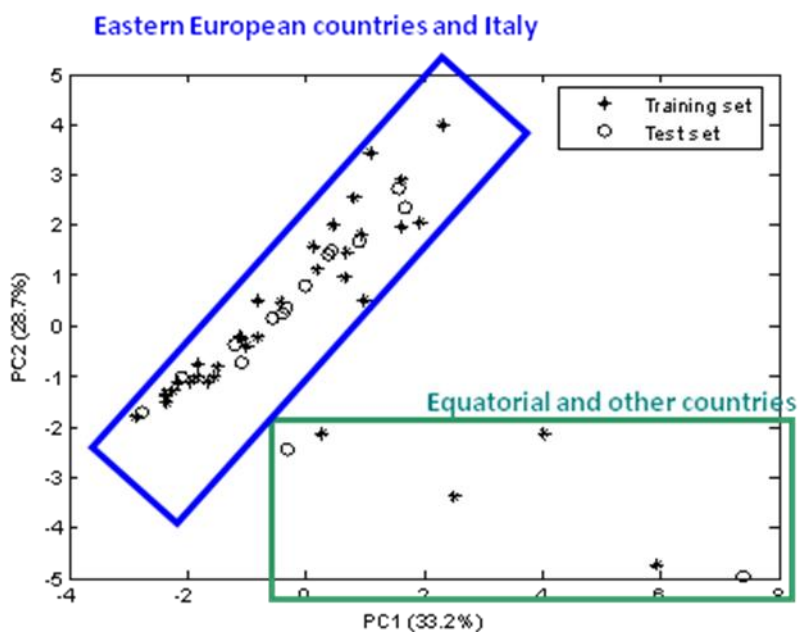 Eastern European countries and Italy
5
4
3
2
1
0
-1
-2
-3
-4
-5
PC2 (28.7%)
Training set
Test set
Equatorial and other countries
-4 -2 0 2 4 6 8
PC1 (33.2%)